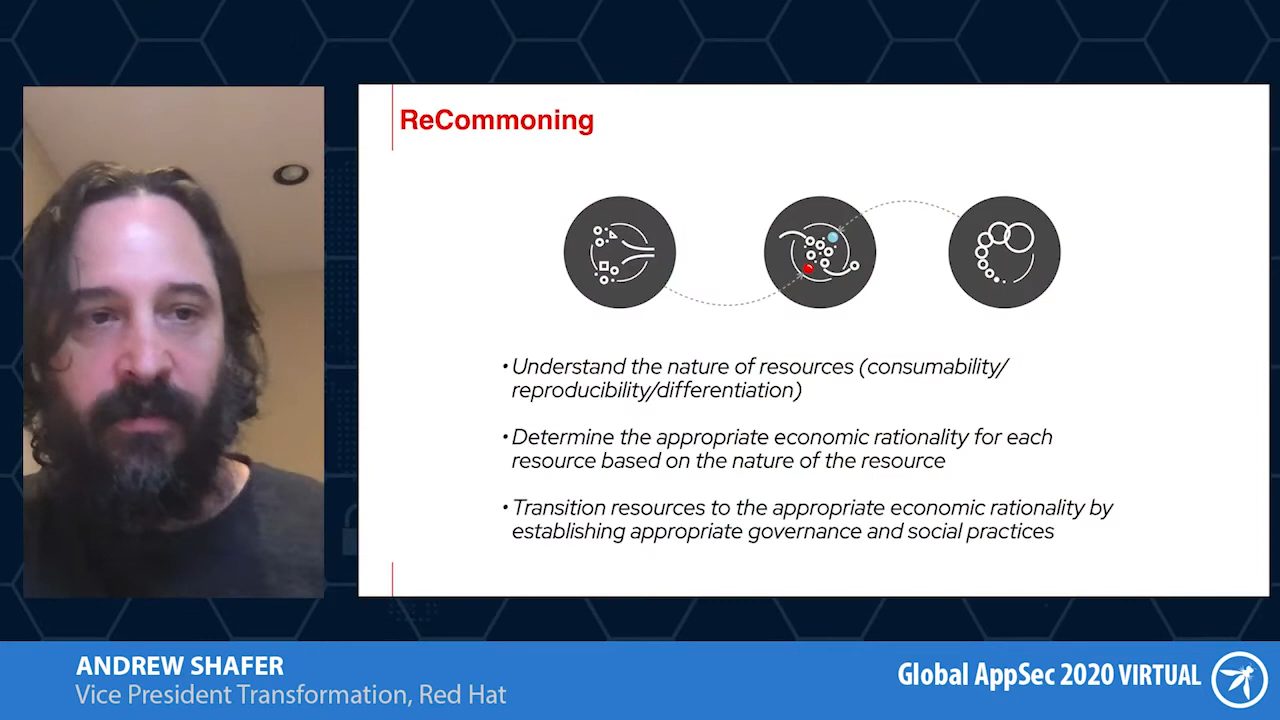 ReCommoning
• Understand the nature of resources (consumability/
reproducibility/differentiation)
• Determine the appropriate economic rationality for each
resource based on the nature of the resource
• Transition resources to the appropriate economic rationality by
establishing appropriate governance and social practices
ANDREW SHAFER
Vice President Transformation, Red Hat
Global AppSec 2020 VIRTUAL